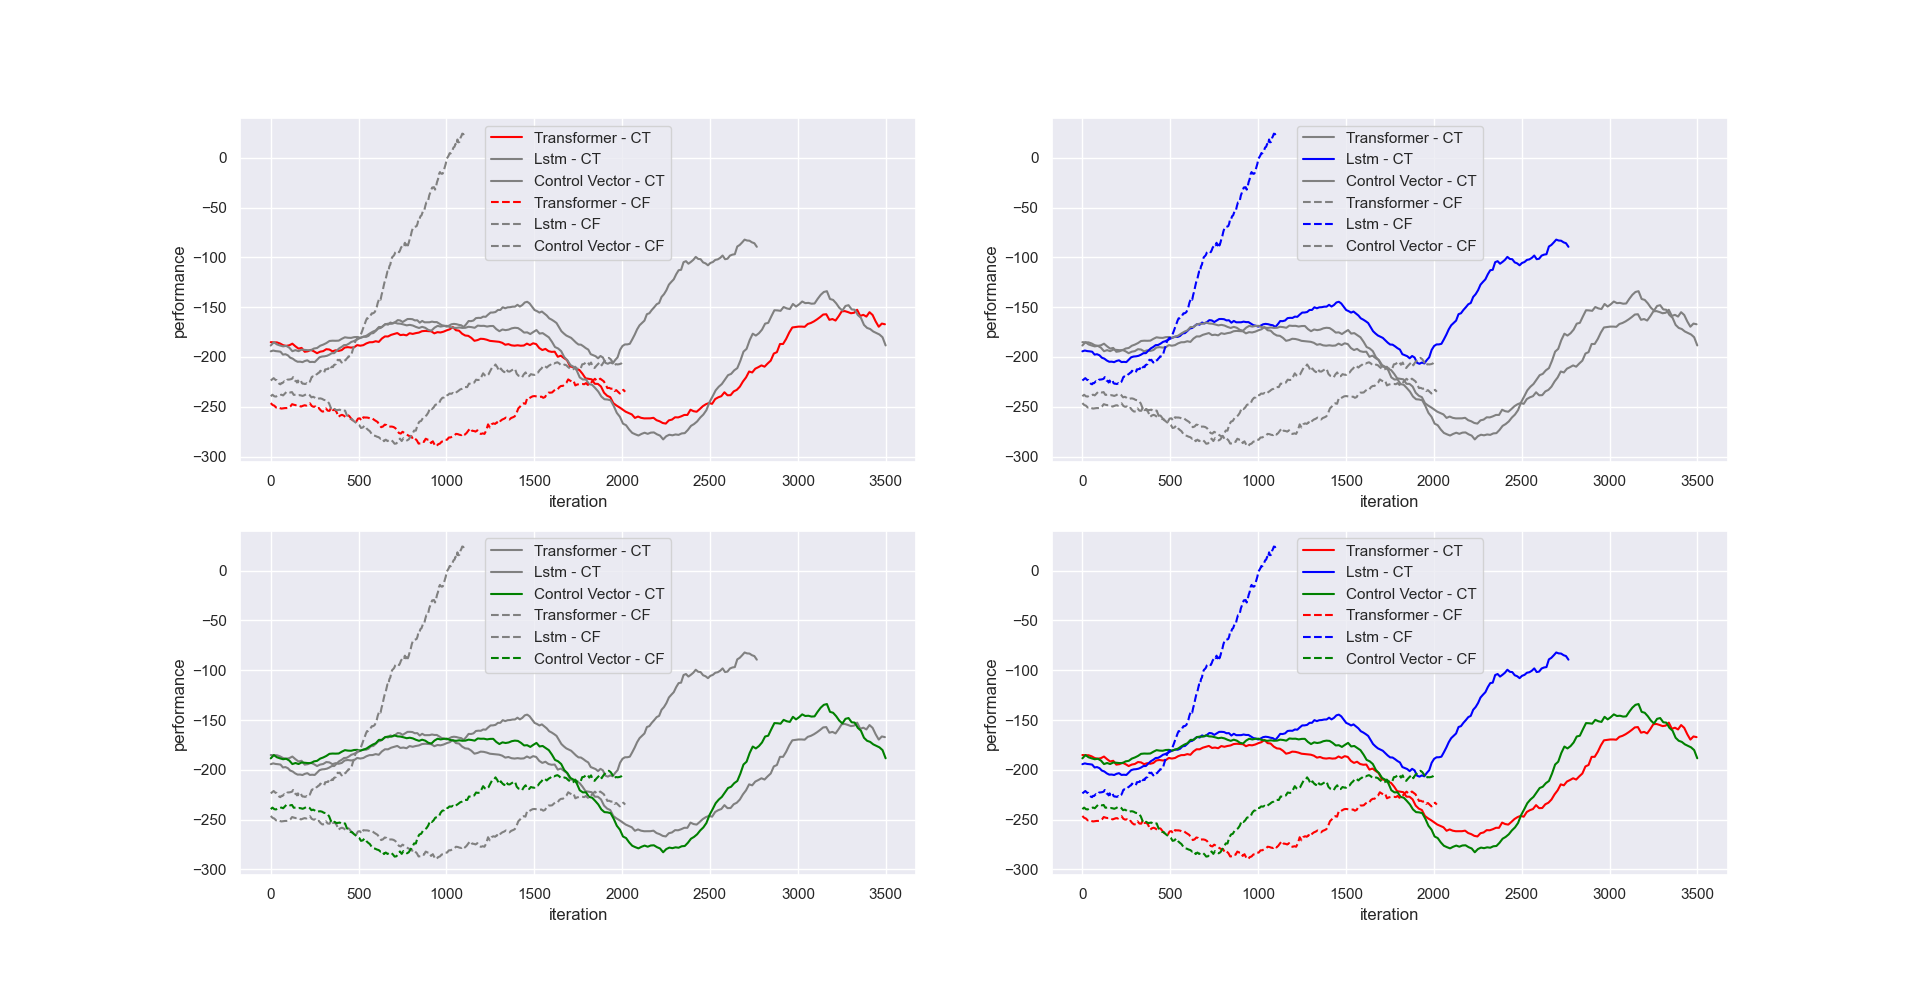 0
−50
−100
−150
−200
−250
−300
performance
0 500 1000 1500 2000 2500 3000 3500
iteration
Transformer - CT
Lstm - CT
Control Vector - CT
Transformer - CF
Lstm - CF
Control Vector - CF
0
−50
−100
−150
−200
−250
−300
performance
0 500 1000 1500 2000 2500 3000 3500
iteration
Transformer - CT
Lstm - CT
Control Vector - CT
Transformer - CF
Lstm - CF
Control Vector - CF
0
−50
−100
−150
−200
−250
−300
performance
0 500 1000 1500 2000 2500 3000 3500
iteration
Transformer - CT
Lstm - CT
Control Vector - CT
Transformer - CF
Lstm - CF
Control Vector - CF
0
−50
−100
−150
−200
−250
−300
performance
0 500 1000 1500 2000 2500 3000 3500
iteration
Transformer - CT
Lstm - CT
Control Vector - CT
Transformer - CF
Lstm - CF
Control Vector - CF